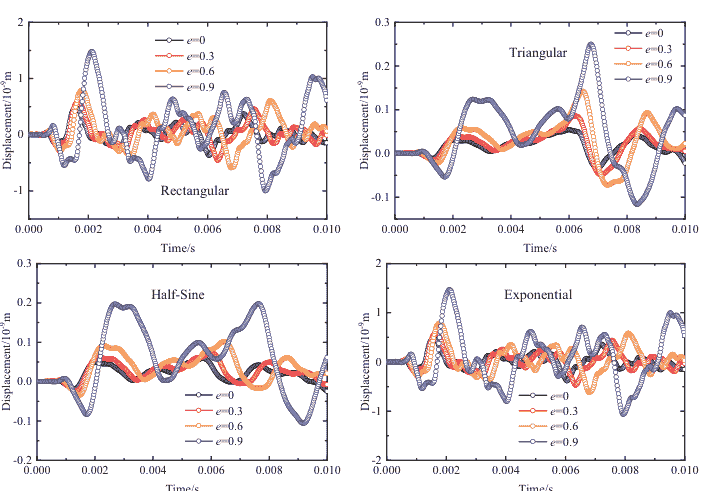 2
1
0
-1
Displacement/10⁻⁹m
e=0
e=0.3
e=0.6
e=0.9
Rectangular
0.000 0.002 0.004 0.006 0.008 0.010
Time/s
0.3
0.2
0.1
0.0
-0.1
Displacement/10⁻⁹m
Triangular
e=0
e=0.3
e=0.6
e=0.9
0.000 0.002 0.004 0.006 0.008 0.010
Time/s
0.3
0.2
0.1
0.0
-0.1
-0.2
Displacement/10⁻⁹m
Half-Sine
e=0
e=0.3
e=0.6
e=0.9
0.000 0.002 0.004 0.006 0.008 0.010
Time/s
2
1
0
-1
-2
Displacement/10⁻⁹m
Exponential
e=0
e=0.3
e=0.6
e=0.9
0.000 0.002 0.004 0.006 0.008 0.010
Time/s